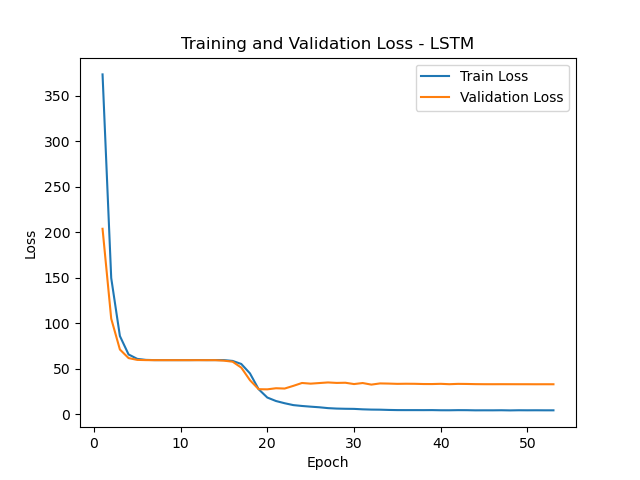 Training and Validation Loss - LSTM
Train Loss
Validation Loss
350
300
250
200
150
100
50
0
Loss
0 10 20 30 40 50
Epoch